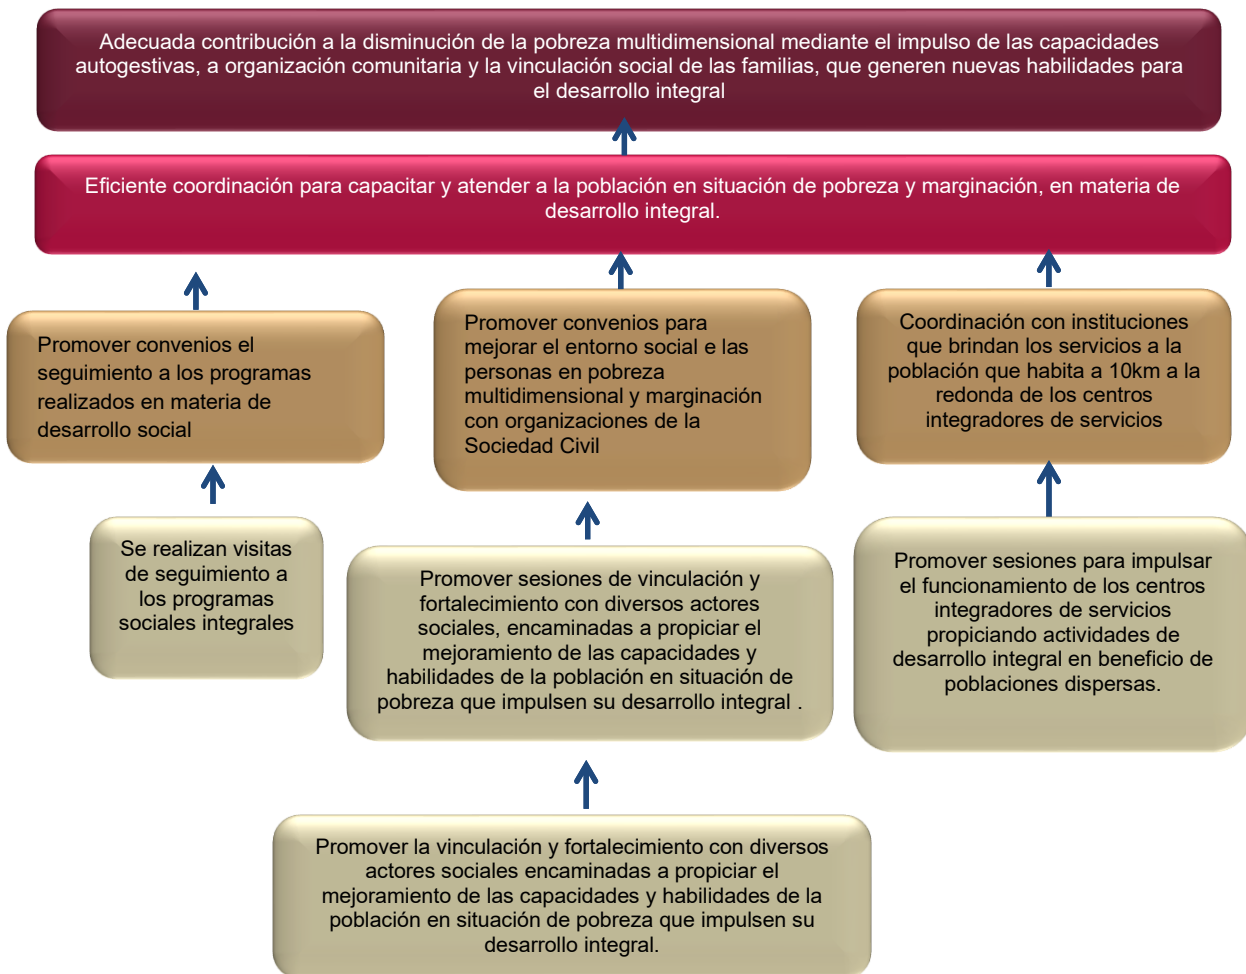 Adecuada contribución a la disminución de la pobreza multidimensional mediante el impulso de las capacidades
autogestivas, a organización comunitaria y la vinculación social de las familias, que generen nuevas habilidades para
el desarrollo integral
Eficiente coordinación para capacitar y atender a la población en situación de pobreza y marginación, en materia de
desarrollo integral.
Promover convenios el
seguimiento a los programas
realizados en materia de
desarrollo social
Promover convenios para
mejorar el entorno social e las
personas en pobreza
multidimensional y marginación
con organizaciones de la
Sociedad Civil
Coordinación con instituciones
que brindan los servicios a la
población que habita a 10km a la
redonda de los centros
integradores de servicios
Se realizan visitas
de seguimiento a
los programas
sociales integrales
Promover sesiones de vinculación y
fortalecimiento con diversos actores
sociales, encaminadas a propiciar el
mejoramiento de las capacidades y
habilidades de la población en situación de
pobreza que impulsen su desarrollo integral .
Promover sesiones para impulsar
el funcionamiento de los centros
integradores de servicios
propiciando actividades de
desarrollo integral en beneficio de
poblaciones dispersas.
Promover la vinculación y fortalecimiento con diversos
actores sociales encaminadas a propiciar el
mejoramiento de las capacidades y habilidades de la
población en situación de pobreza que impulsen su
desarrollo integral.